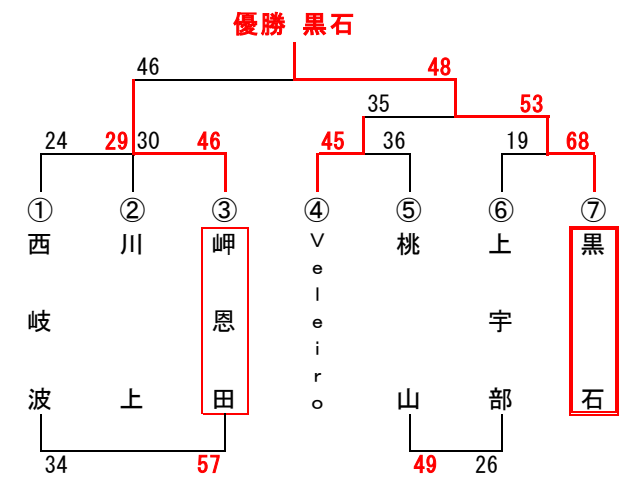 優勝 黒石
46 48
35 53
24 29 30 46 45 36 19 68
① ② ③ ④ ⑤ ⑥ ⑦
西岐波
川上
岬恩田
Veleiro
桃山
上宇部
黒石
34 57 49 26